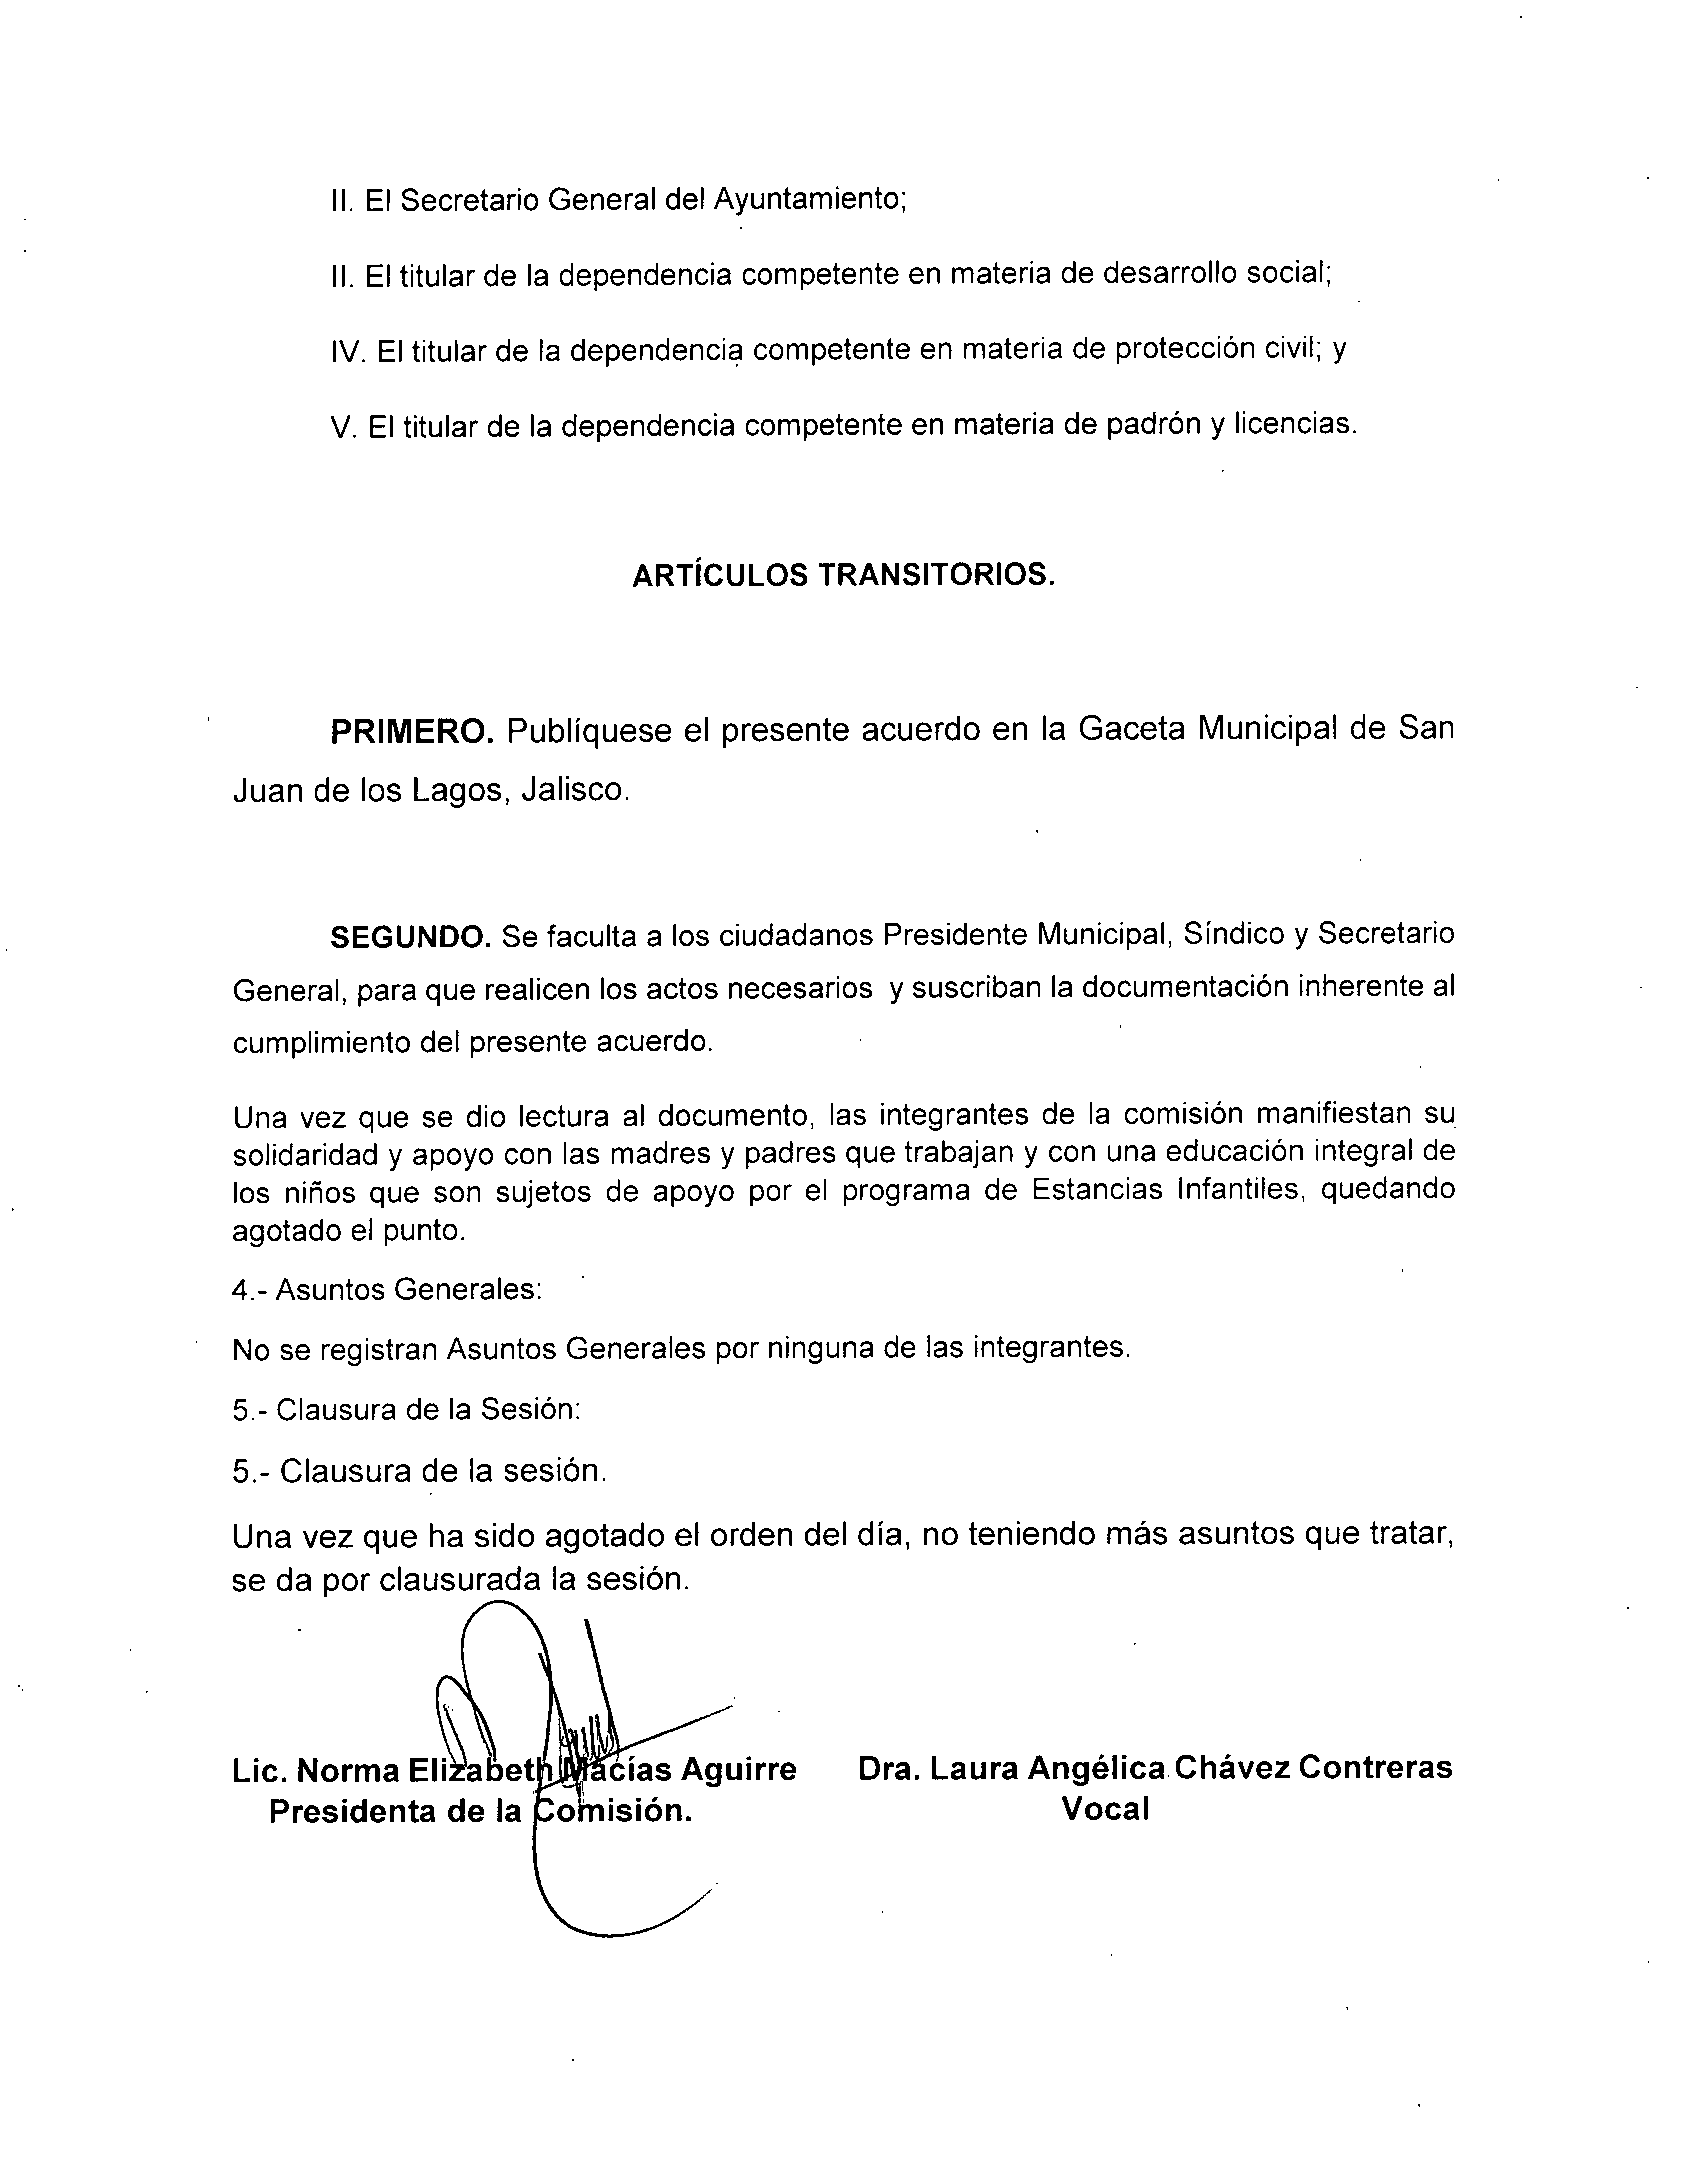 II. El Secretario General del Ayuntamiento;
II. El titular de la dependencia competente en materia de desarrollo social;
IV. El titular de la dependencia competente en materia de protección civil; y
V. El titular de la dependencia competente en materia de padrón y licencias.
ARTÍCULOS TRANSITORIOS.
PRIMERO. Publíquese el presente acuerdo en la Gaceta Municipal de San
Juan de los Lagos, Jalisco.
SEGUNDO. Se faculta a los ciudadanos Presidente Municipal, Síndico y Secretario
General, para que realicen los actos necesarios y suscriban la documentación inherente al
cumplimiento del presente acuerdo.
Una vez que se dio lectura al documento, las integrantes de la comisión manifiestan su
solidaridad y apoyo con las madres y padres que trabajan y con una educación integral de
los niños que son sujetos de apoyo por el programa de Estancias Infantiles, quedando
agotado el punto.
4.- Asuntos Generales:
No se registran Asuntos Generales por ninguna de las integrantes.
5.- Clausura de la Sesión:
5.- Clausura de la sesión.
Una vez que ha sido agotado el orden del día, no teniendo más asuntos que tratar,
se da por clausurada la sesión.
Lic. Norma Elizabeth Macías Aguirre Dra. Laura Angélica Chávez Contreras
Presidenta de la Comisión. Vocal